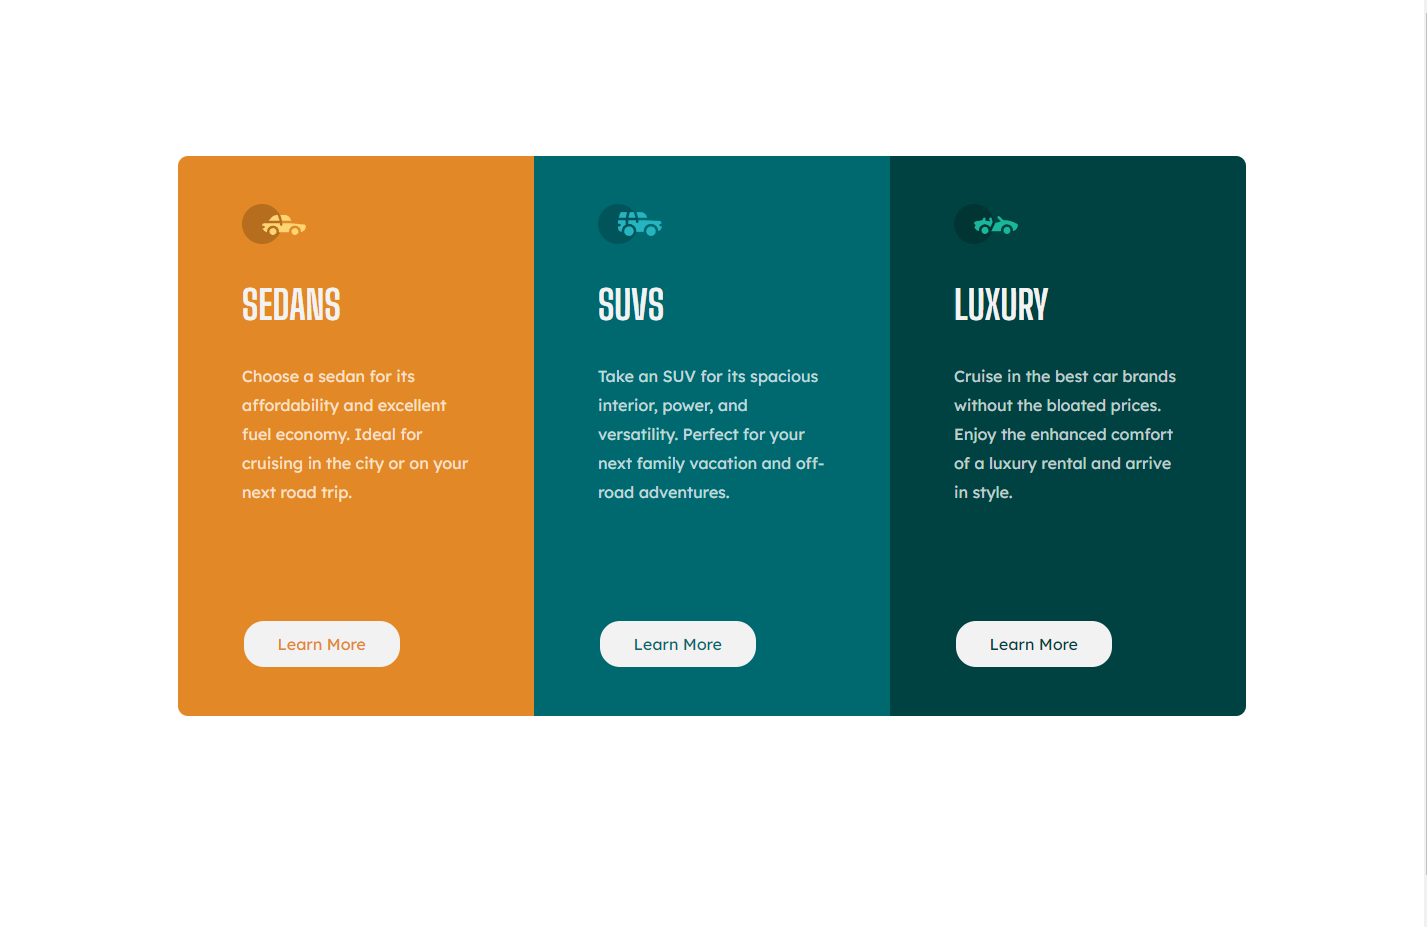 SEDANS
Choose a sedan for its
affordability and excellent
fuel economy. Ideal for
cruising in the city or on your
next road trip.
Learn More
SUVS
Take an SUV for its spacious
interior, power, and
versatility. Perfect for your
next family vacation and off-
road adventures.
Learn More
LUXURY
Cruise in the best car brands
without the bloated prices.
Enjoy the enhanced comfort
of a luxury rental and arrive
in style.
Learn More